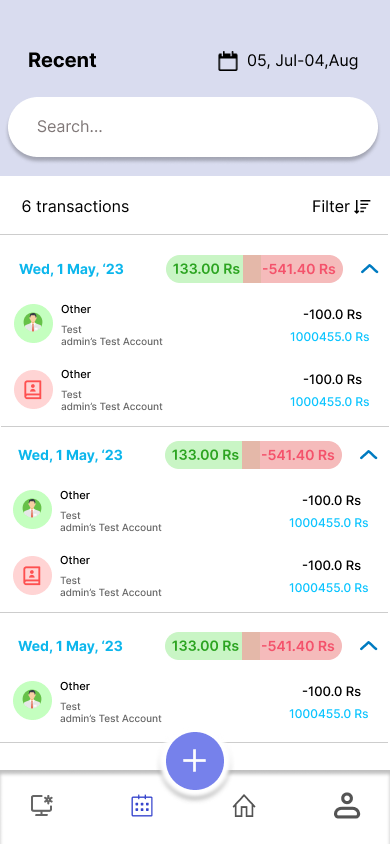 Recent
05, Jul-04,Aug
Search...
6 transactions
Filter
Wed, 1 May, ‘23
133.00 Rs
-541.40 Rs
Other
-100.0 Rs
Test
admin’s Test Account
1000455.0 Rs
Other
-100.0 Rs
Test
admin’s Test Account
1000455.0 Rs
Wed, 1 May, ‘23
133.00 Rs
-541.40 Rs
Other
-100.0 Rs
Test
admin’s Test Account
1000455.0 Rs
Other
-100.0 Rs
Test
admin’s Test Account
1000455.0 Rs
Wed, 1 May, ‘23
133.00 Rs
-541.40 Rs
Other
-100.0 Rs
Test
admin’s Test Account
1000455.0 Rs